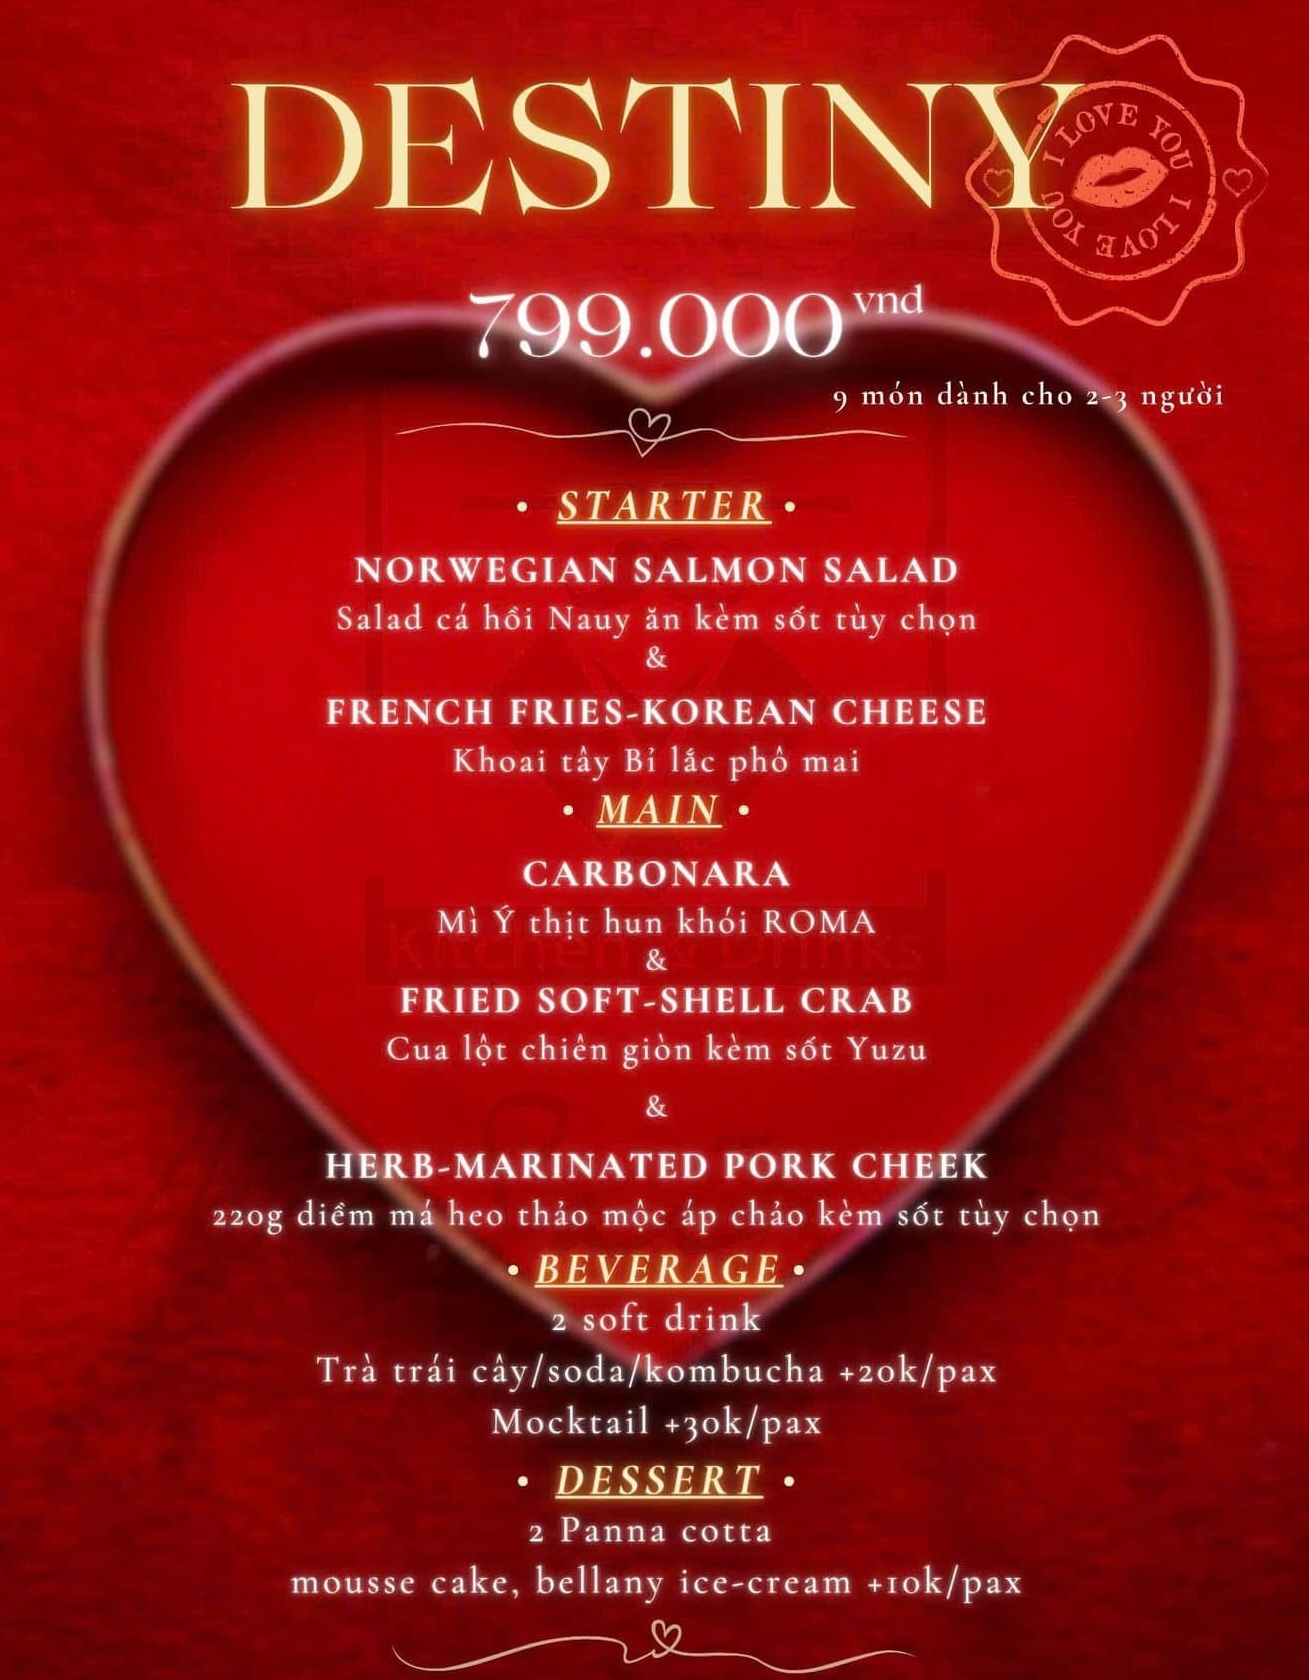 DESTINY
I LOVE YOU I LOVE YOU
799.000 vnd
9 món dành cho 2-3 người
• STARTER •
NORWEGIAN SALMON SALAD
Salad cá hồi Nauy ăn kèm sốt tùy chọn
&
FRENCH FRIES-KOREAN CHEESE
Khoai tây Bỉ lắc phô mai
• MAIN •
CARBONARA
Mì Ý thịt hun khói ROMA
Kitchen & Drinks
&
FRIED SOFT-SHELL CRAB
Cua lột chiên giòn kèm sốt Yuzu
&
HERB-MARINATED PORK CHEEK
220g diềm má heo thảo mộc áp chảo kèm sốt tùy chọn
• BEVERAGE •
2 soft drink
Trà trái cây/soda/kombucha +20k/pax
Mocktail +30k/pax
• DESSERT •
2 Panna cotta
mousse cake, bellany ice-cream +10k/pax